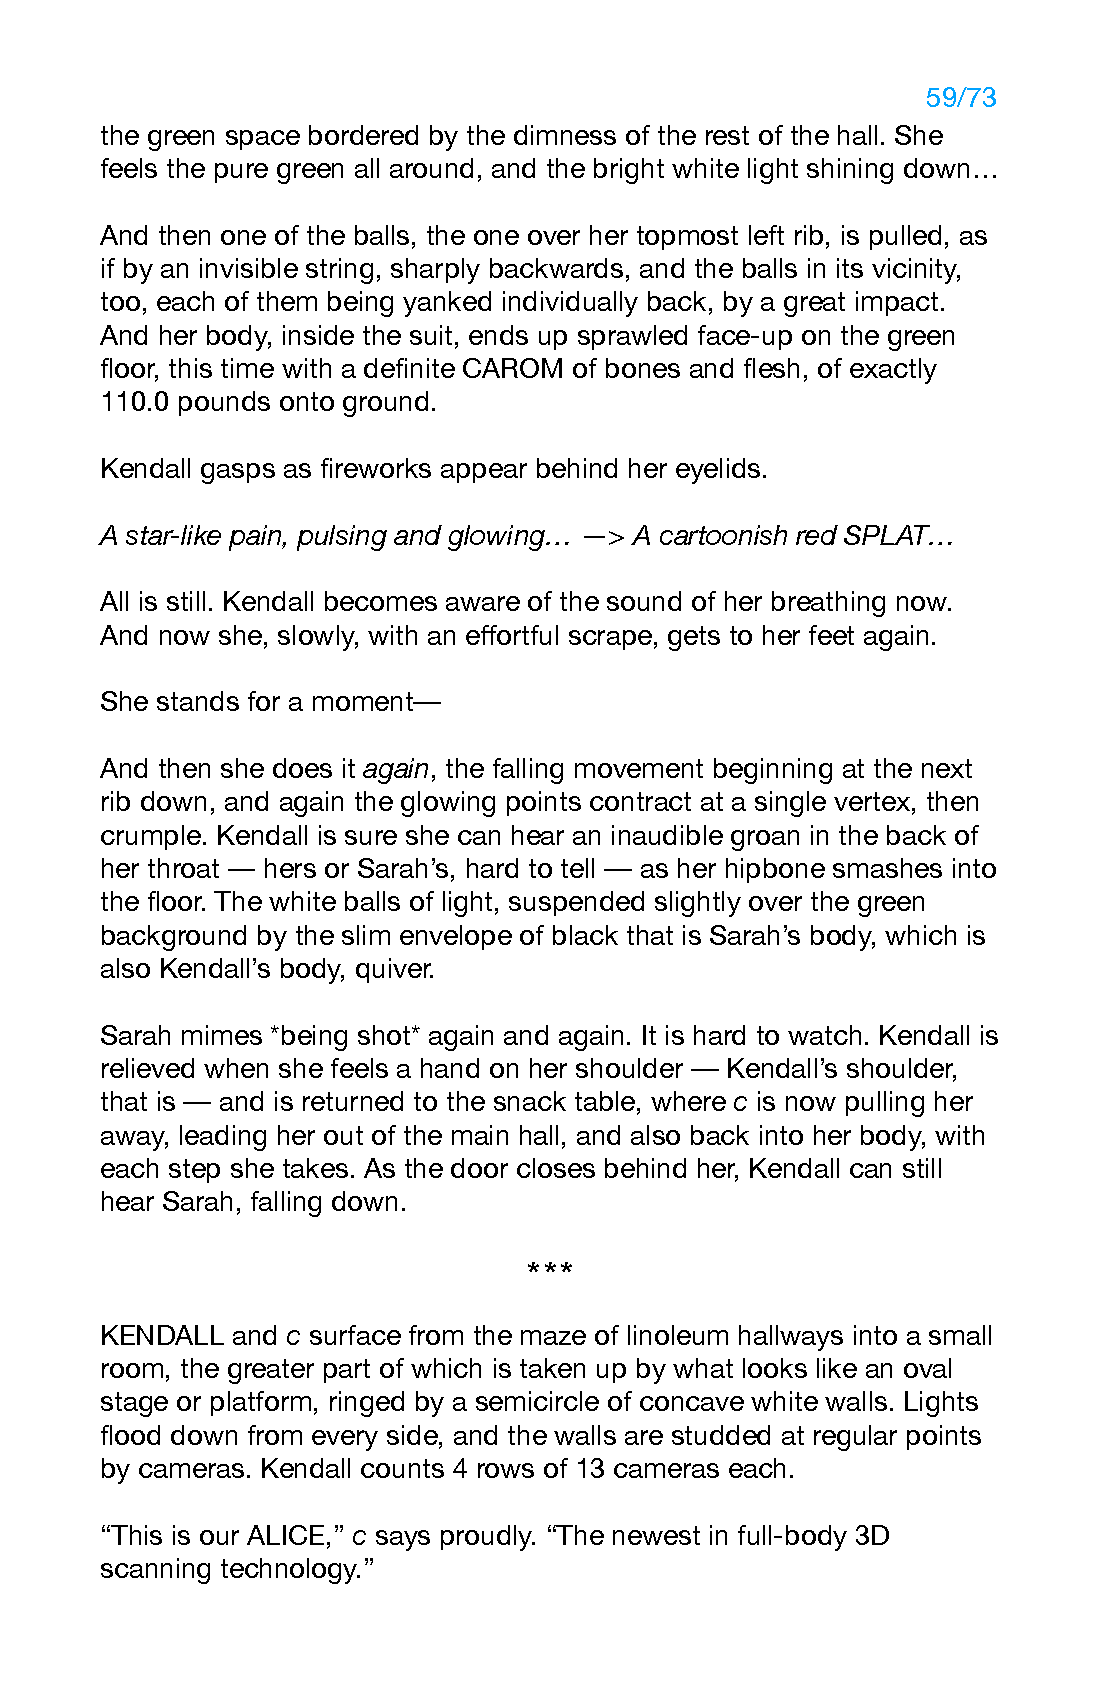 59/73
the green space bordered by the dimness of the rest of the hall. She
feels the pure green all around, and the bright white light shining down…
And then one of the balls, the one over her topmost left rib, is pulled, as
if by an invisible string, sharply backwards, and the balls in its vicinity,
too, each of them being yanked individually back, by a great impact.
And her body, inside the suit, ends up sprawled face-up on the green
floor, this time with a definite CAROM of bones and flesh, of exactly
110.0 pounds onto ground.
Kendall gasps as fireworks appear behind her eyelids.
A star-like pain, pulsing and glowing… —> A cartoonish red SPLAT…
All is still. Kendall becomes aware of the sound of her breathing now.
And now she, slowly, with an effortful scrape, gets to her feet again.
She stands for a moment—
And then she does it again, the falling movement beginning at the next
rib down, and again the glowing points contract at a single vertex, then
crumple. Kendall is sure she can hear an inaudible groan in the back of
her throat — hers or Sarah’s, hard to tell — as her hipbone smashes into
the floor. The white balls of light, suspended slightly over the green
background by the slim envelope of black that is Sarah’s body, which is
also Kendall’s body, quiver.
Sarah mimes *being shot* again and again. It is hard to watch. Kendall is
relieved when she feels a hand on her shoulder — Kendall’s shoulder,
that is — and is returned to the snack table, where c is now pulling her
away, leading her out of the main hall, and also back into her body, with
each step she takes. As the door closes behind her, Kendall can still
hear Sarah, falling down.
***
KENDALL and c surface from the maze of linoleum hallways into a small
room, the greater part of which is taken up by what looks like an oval
stage or platform, ringed by a semicircle of concave white walls. Lights
flood down from every side, and the walls are studded at regular points
by cameras. Kendall counts 4 rows of 13 cameras each.
“This is our ALICE,” c says proudly. “The newest in full-body 3D
scanning technology.”